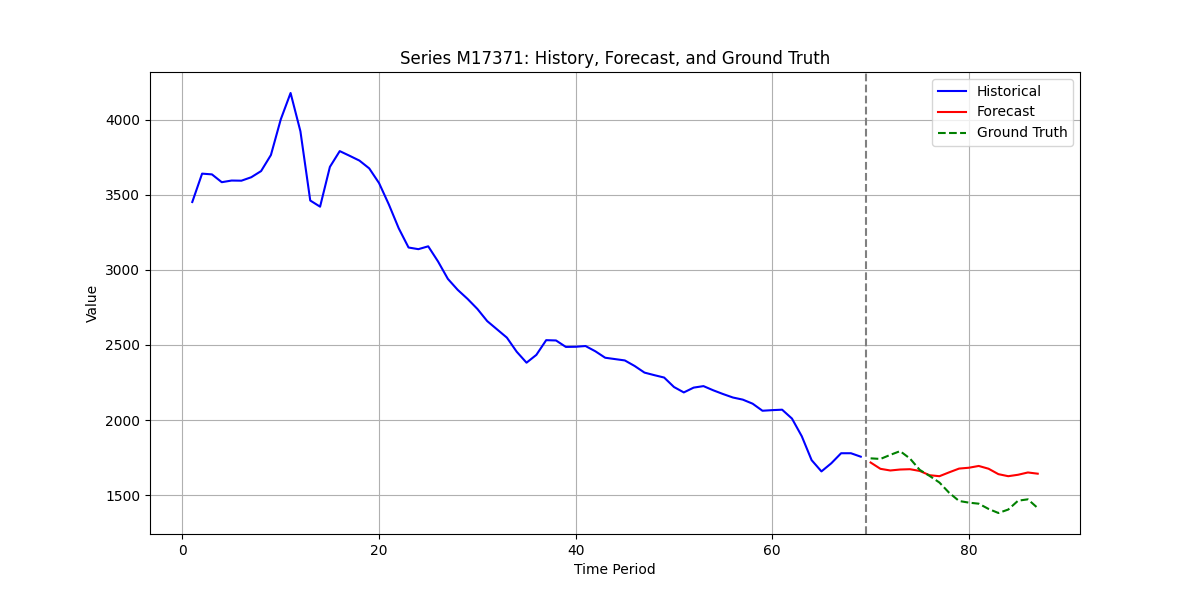 Series M17371: History, Forecast, and Ground Truth
Historical
Forecast
Ground Truth
Value
4000
3500
3000
2500
2000
1500
0
20
40
60
80
Time Period